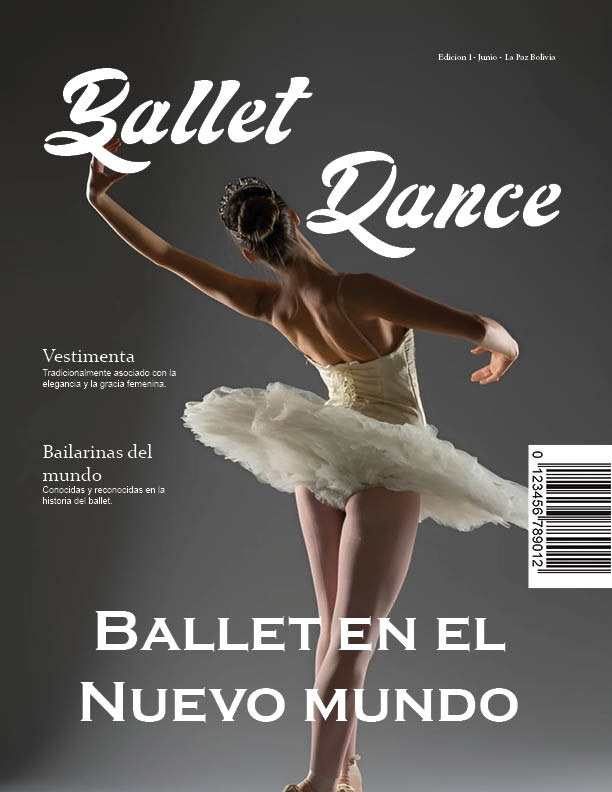 Edicion 1- Junio - La Paz Bolivia
Ballet
Dance
Vestimenta
Tradicionalmente asociado con la
elegancia y la gracia femenina.
Bailarinas del
mundo
Conocidas y reconocidas en la
historia del ballet.
0 123456 789012
Ballet en el
Nuevo mundo